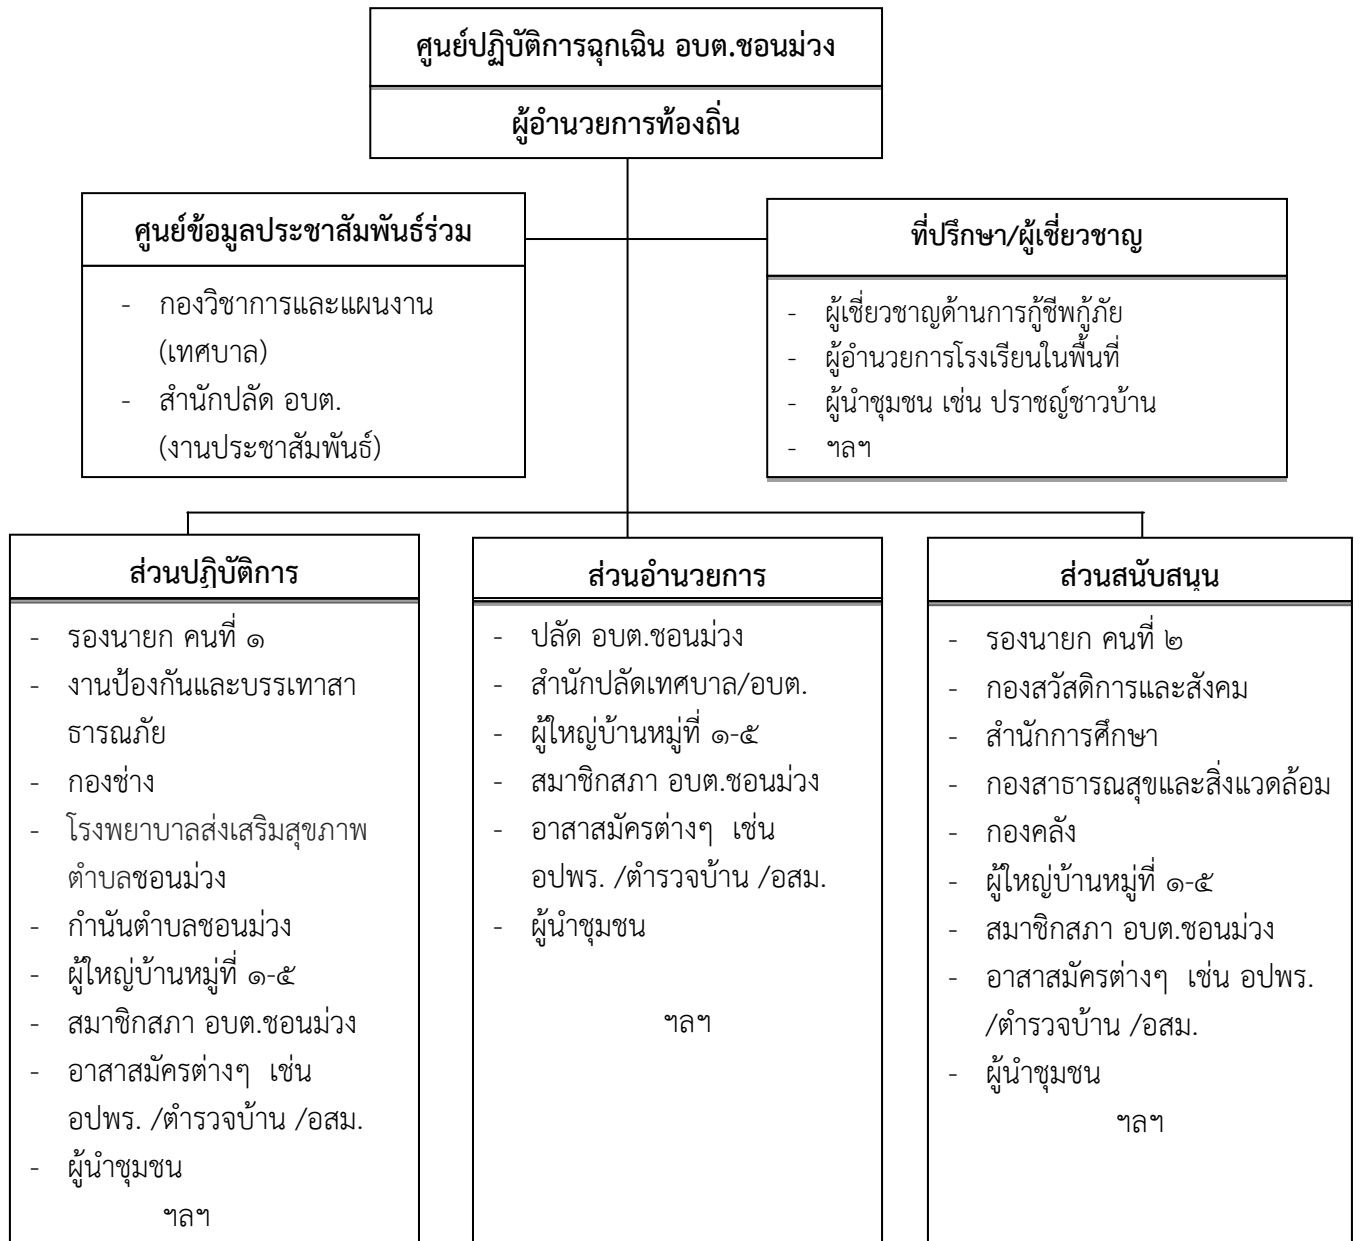 ศูนย์ปฏิบัติการฉุกเฉิน อบต.ชอนม่วง
ผู้อำนวยการท้องถิ่น
ศูนย์ข้อมูลประชาสัมพันธ์ร่วม
- กองวิชาการและแผนงาน
(เทศบาล)
- สำนักปลัด อบต.
(งานประชาสัมพันธ์)
ที่ปรึกษา/ผู้เชี่ยวชาญ
- ผู้เชี่ยวชาญด้านการกู้ชีพกู้ภัย
- ผู้อำนวยการโรงเรียนในพื้นที่
- ผู้นำชุมชน เช่น ปราชญ์ชาวบ้าน
- ฯลฯ
ส่วนปฏิบัติการ
- รองนายก คนที่ ๑
- งานป้องกันและบรรเทาสา
ธารณภัย
- กองช่าง
- โรงพยาบาลส่งเสริมสุขภาพ
ตำบลชอนม่วง
- กำนันตำบลชอนม่วง
- ผู้ใหญ่บ้านหมู่ที่ ๑-๕
- สมาชิกสภา อบต.ชอนม่วง
- อาสาสมัครต่างๆ เช่น
อปพร. /ตำรวจบ้าน /อสม.
- ผู้นำชุมชน
ฯลฯ
ส่วนอำนวยการ
- ปลัด อบต.ชอนม่วง
- สำนักปลัดเทศบาล/อบต.
- ผู้ใหญ่บ้านหมู่ที่ ๑-๕
- สมาชิกสภา อบต.ชอนม่วง
- อาสาสมัครต่างๆ เช่น
อปพร. /ตำรวจบ้าน /อสม.
- ผู้นำชุมชน
ฯลฯ
ส่วนสนับสนุน
- รองนายก คนที่ ๒
- กองสวัสดิการและสังคม
- สำนักการศึกษา
- กองสาธารณสุขและสิ่งแวดล้อม
- กองคลัง
- ผู้ใหญ่บ้านหมู่ที่ ๑-๕
- สมาชิกสภา อบต.ชอนม่วง
- อาสาสมัครต่างๆ เช่น อปพร.
/ตำรวจบ้าน /อสม.
- ผู้นำชุมชน
ฯลฯ